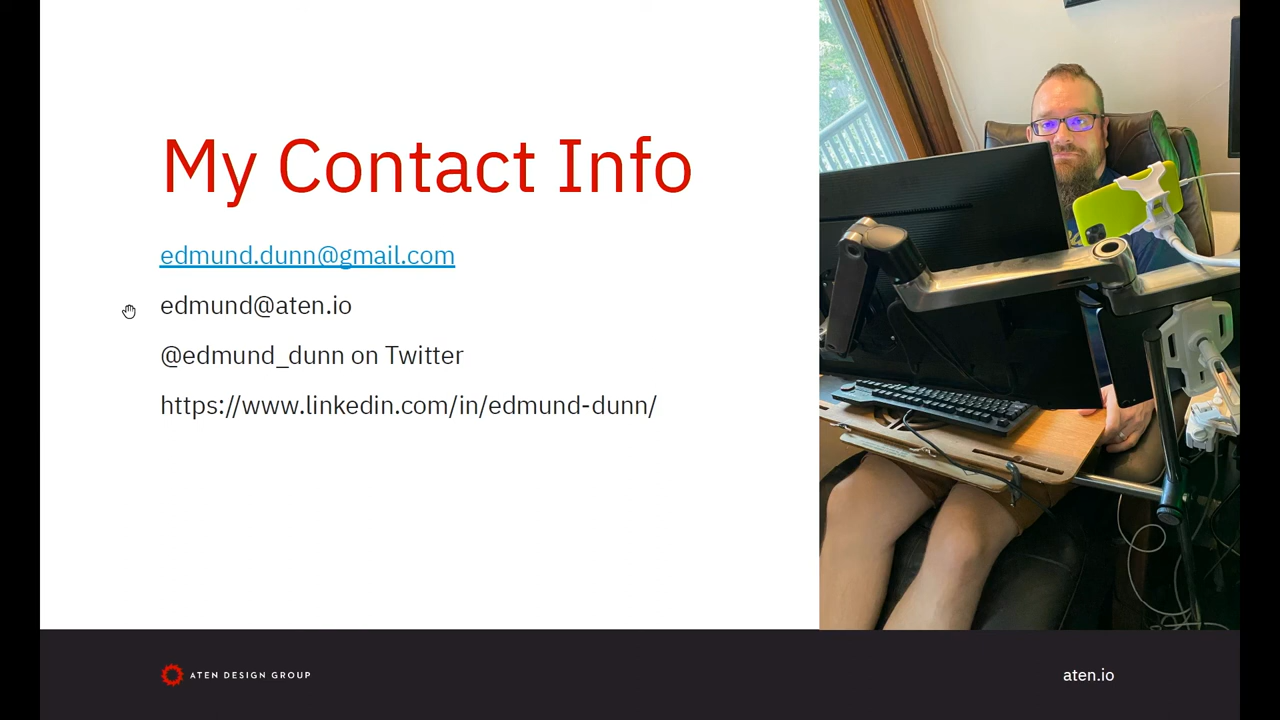 My Contact Info
edmund.dunn@gmail.com
edmund@aten.io
@edmund_dunn on Twitter
https://www.linkedin.com/in/edmund-dunn/
ATEN DESIGN GROUP
aten.io